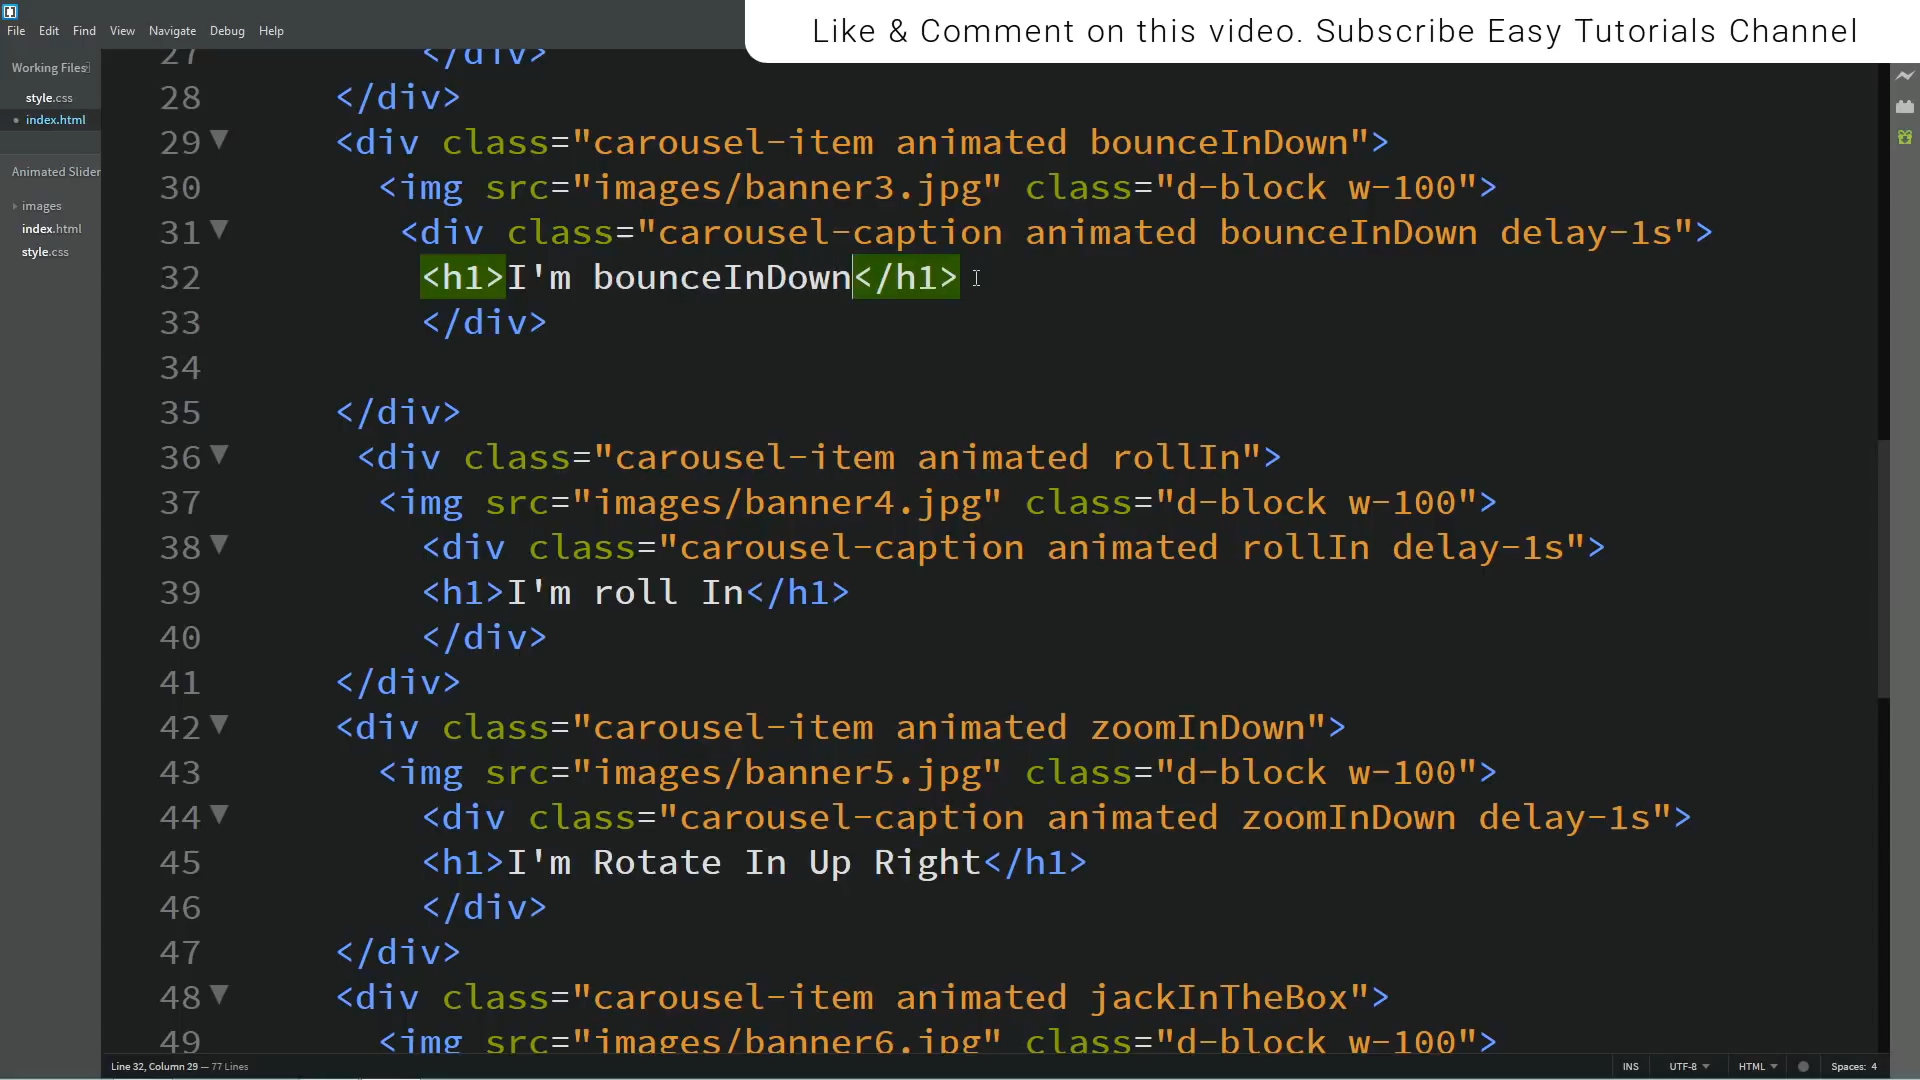 File Edit Find View Navigate Debug Help
Like & Comment on this video. Subscribe Easy Tutorials Channel
Working Files
style.css
index.html
Animated Slider
images
index.html
style.css
27 </div>
28 </div>
29 <div class="carousel-item animated bounceInDown">
30 <img src="images/banner3.jpg" class="d-block w-100">
31 <div class="carousel-caption animated bounceInDown delay-1s">
32 <h1>I'm bounceInDown</h1>
33 </div>
34
35 </div>
36 <div class="carousel-item animated rollIn">
37 <img src="images/banner4.jpg" class="d-block w-100">
38 <div class="carousel-caption animated rollIn delay-1s">
39 <h1>I'm roll In</h1>
40 </div>
41 </div>
42 <div class="carousel-item animated zoomInDown">
43 <img src="images/banner5.jpg" class="d-block w-100">
44 <div class="carousel-caption animated zoomInDown delay-1s">
45 <h1>I'm Rotate In Up Right</h1>
46 </div>
47 </div>
48 <div class="carousel-item animated jackInTheBox">
49 <img src="images/banner6.jpg" class="d-block w-100">
Line 32, Column 29 — 77 Lines
INS UTF-8 HTML Spaces: 4